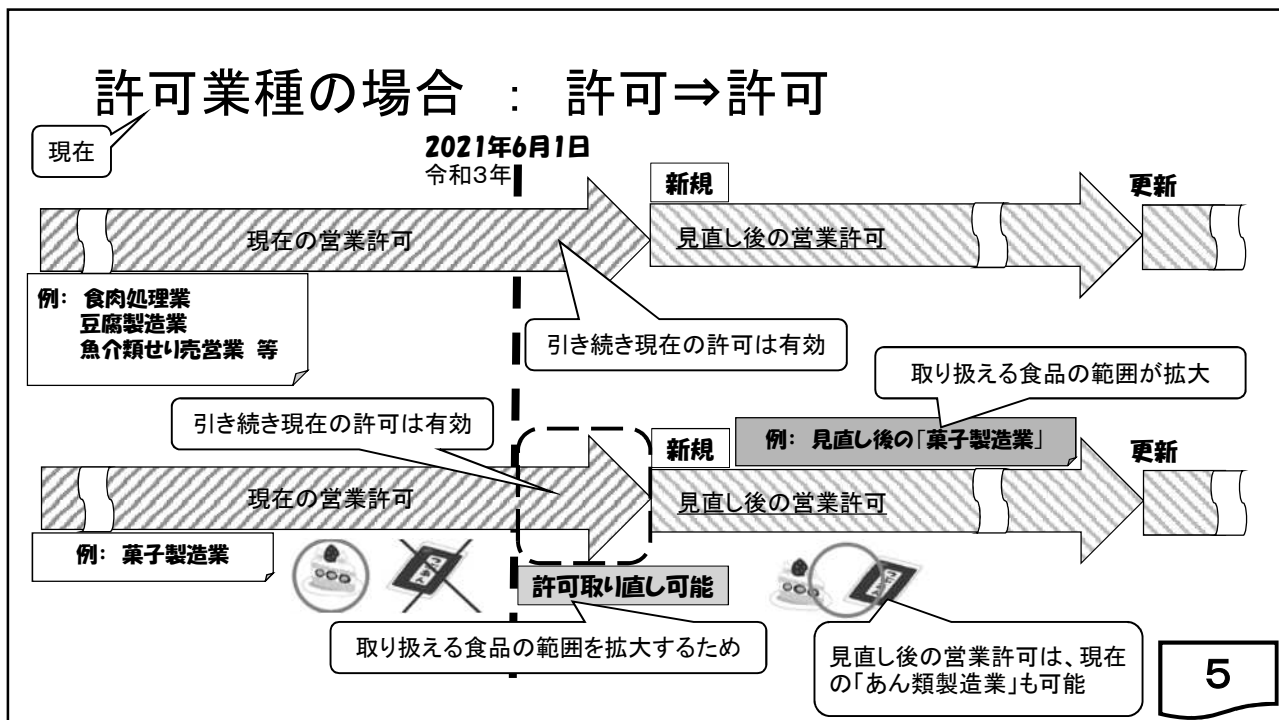 許可業種の場合 : 許可⇒許可
現在
2021年6月1日
令和3年
新規
更新
現在の営業許可
見直し後の営業許可
例: 食肉処理業
豆腐製造業
魚介類せり売営業 等
引き続き現在の許可は有効
取り扱える食品の範囲が拡大
引き続き現在の許可は有効
新規
例: 見直し後の「菓子製造業」
更新
現在の営業許可
見直し後の営業許可
例: 菓子製造業
許可取り直し可能
取り扱える食品の範囲を拡大するため
見直し後の営業許可は、現在
の「あん類製造業」も可能
5